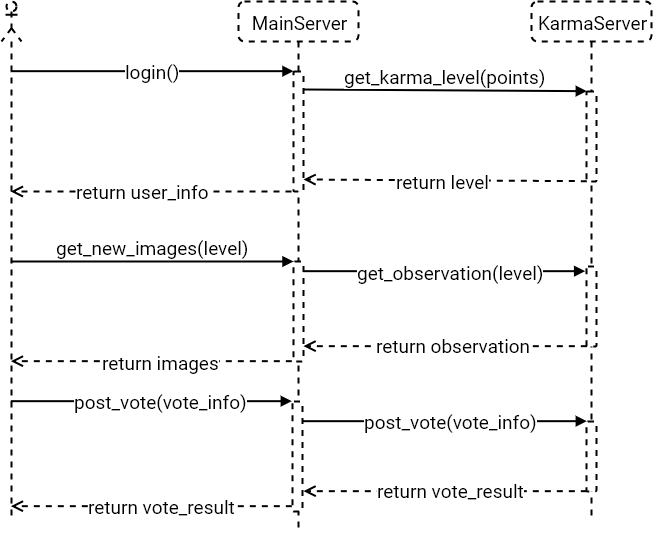 MainServer
KarmaServer
login()
get_karma_level(points)
return level
return user_info
get_new_images(level)
get_observation(level)
return observation
return images
post_vote(vote_info)
post_vote(vote_info)
return vote_result
return vote_result